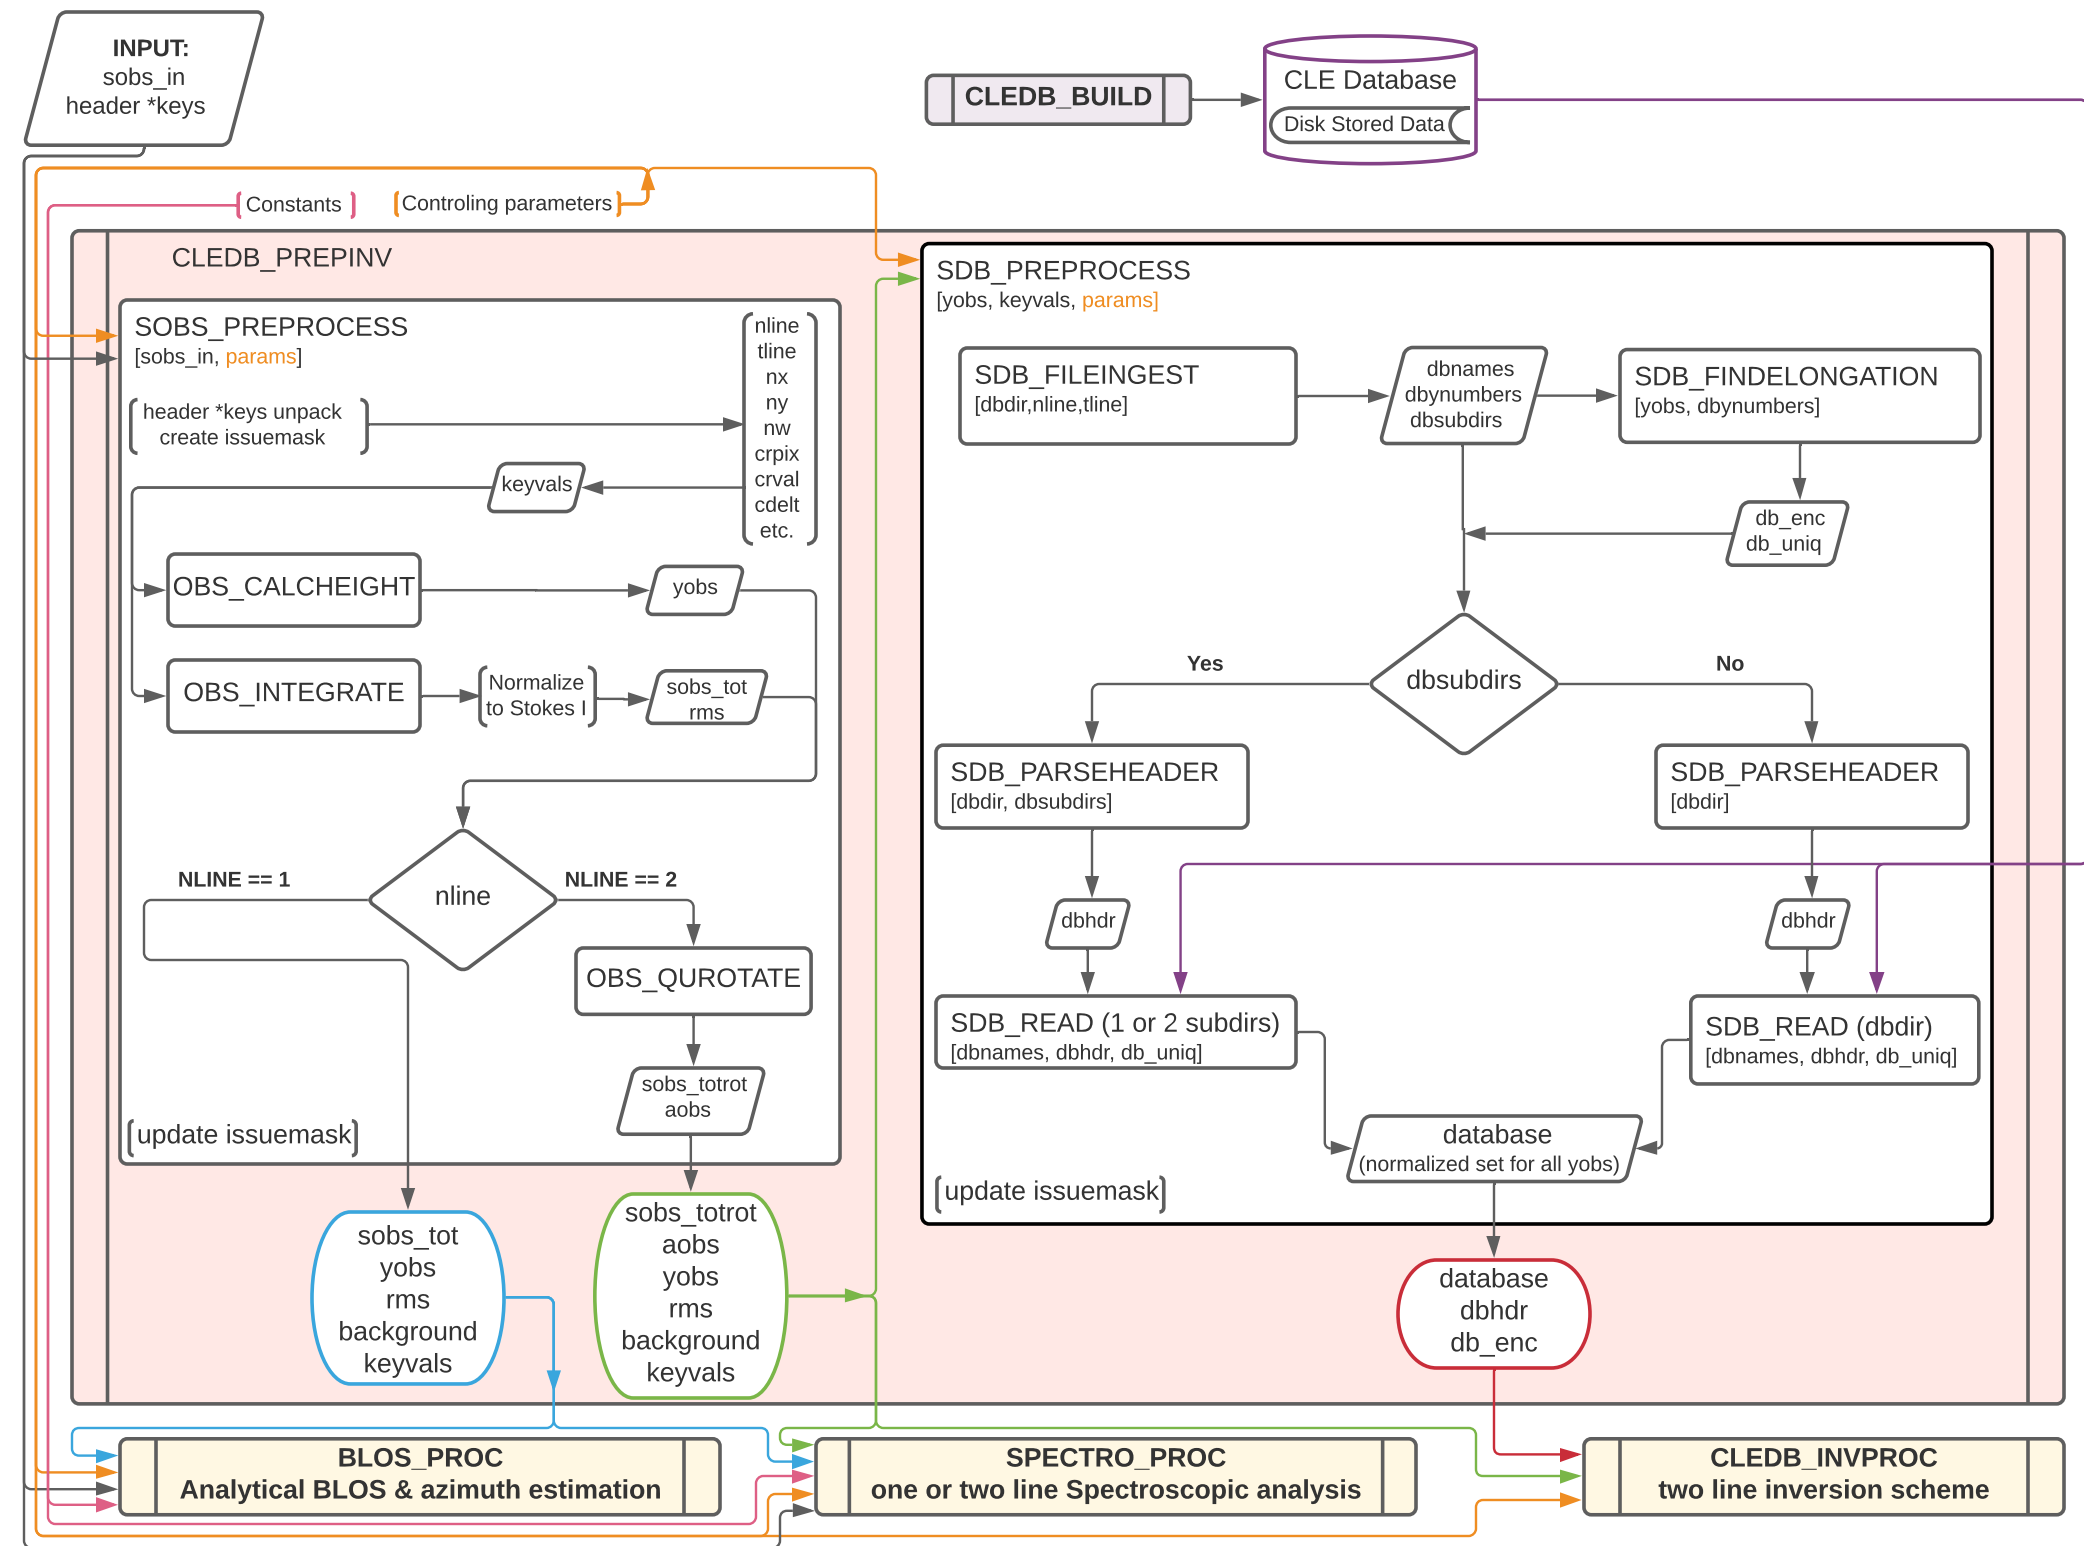 INPUT:
sobs_in
header *keys
CLEDB_BUILD
CLE Database
Disk Stored Data
Constants
Controling parameters
CLEDB_PREPINV
SOBS_PREPROCESS
[sobs_in, params]
header *keys unpack
create issuemask
nline
tline
nx
ny
nw
crpix
crval
cdelt
etc.
keyvals
OBS_CALCHEIGHT
yobs
OBS_INTEGRATE
Normalize
to Stokes I
sobs_tot
rms
NLINE == 1
nline
NLINE == 2
OBS_QUROTATE
sobs_totrot
aobs
update issuemask
sobs_tot
yobs
rms
background
keyvals
sobs_totrot
aobs
yobs
rms
background
keyvals
SDB_PREPROCESS
[yobs, keyvals, params]
SDB_FILEINGEST
[dbdir,nline,tline]
dbnames
dbynumbers
dbsubdirs
SDB_FINDELONGATION
[yobs, dbynumbers]
db_enc
db_uniq
Yes
dbsubdirs
No
SDB_PARSEHEADER
[dbdir, dbsubdirs]
SDB_PARSEHEADER
[dbdir]
dbhdr
dbhdr
SDB_READ (1 or 2 subdirs)
[dbnames, dbhdr, db_uniq]
SDB_READ (dbdir)
[dbnames, dbhdr, db_uniq]
database
(normalized set for all yobs)
update issuemask
database
dbhdr
db_enc
BLOS_PROC
Analytical BLOS & azimuth estimation
SPECTRO_PROC
one or two line Spectroscopic analysis
CLEDB_INVPROC
two line inversion scheme